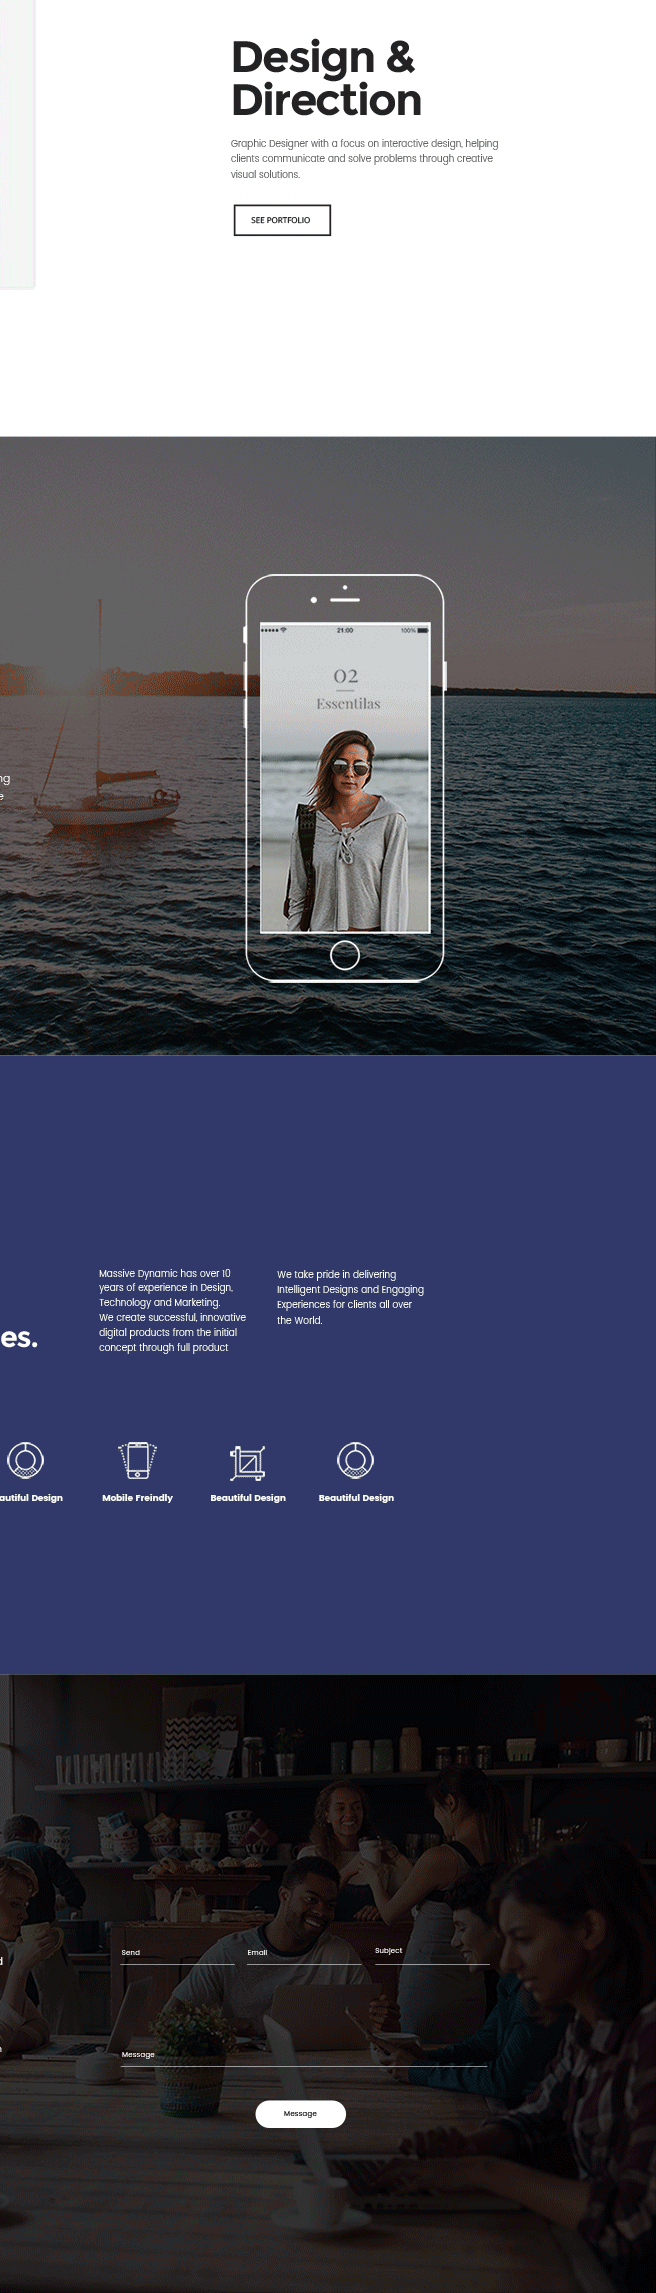 Design &
Direction
Graphic Designer with a focus on interactive design, helping
clients communicate and solve problems through creative
visual solutions.
SEE PORTFOLIO
21:00
100%
02
Essentilas
ng
e
Massive Dynamic has over 10
years of experience in Design,
Technology and Marketing.
We create successful, innovative
digital products from the initial
concept through full product
We take pride in delivering
Intelligent Designs and Engaging
Experiences for clients all over
the World.
es.
autiful Design
Mobile Freindly
Beautiful Design
Beautiful Design
Send
Email
Subject
d
Message
Message